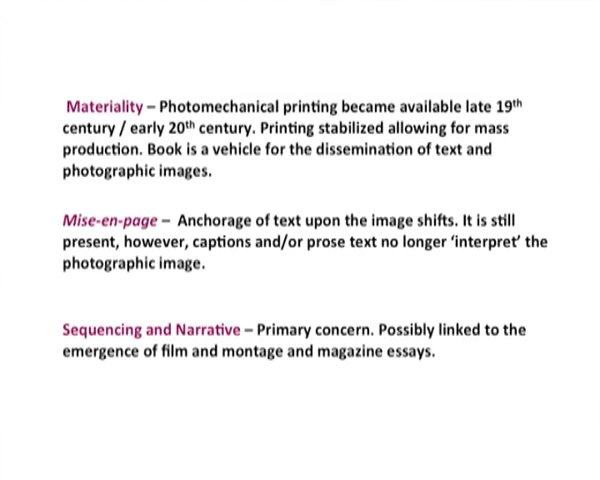 Materiality – Photomechanical printing became available late 19th
century / early 20th century. Printing stabilized allowing for mass
production. Book is a vehicle for the dissemination of text and
photographic images.
Mise-en-page – Anchorage of text upon the image shifts. It is still
present, however, captions and/or prose text no longer ‘interpret’ the
photographic image.
Sequencing and Narrative – Primary concern. Possibly linked to the
emergence of film and montage and magazine essays.